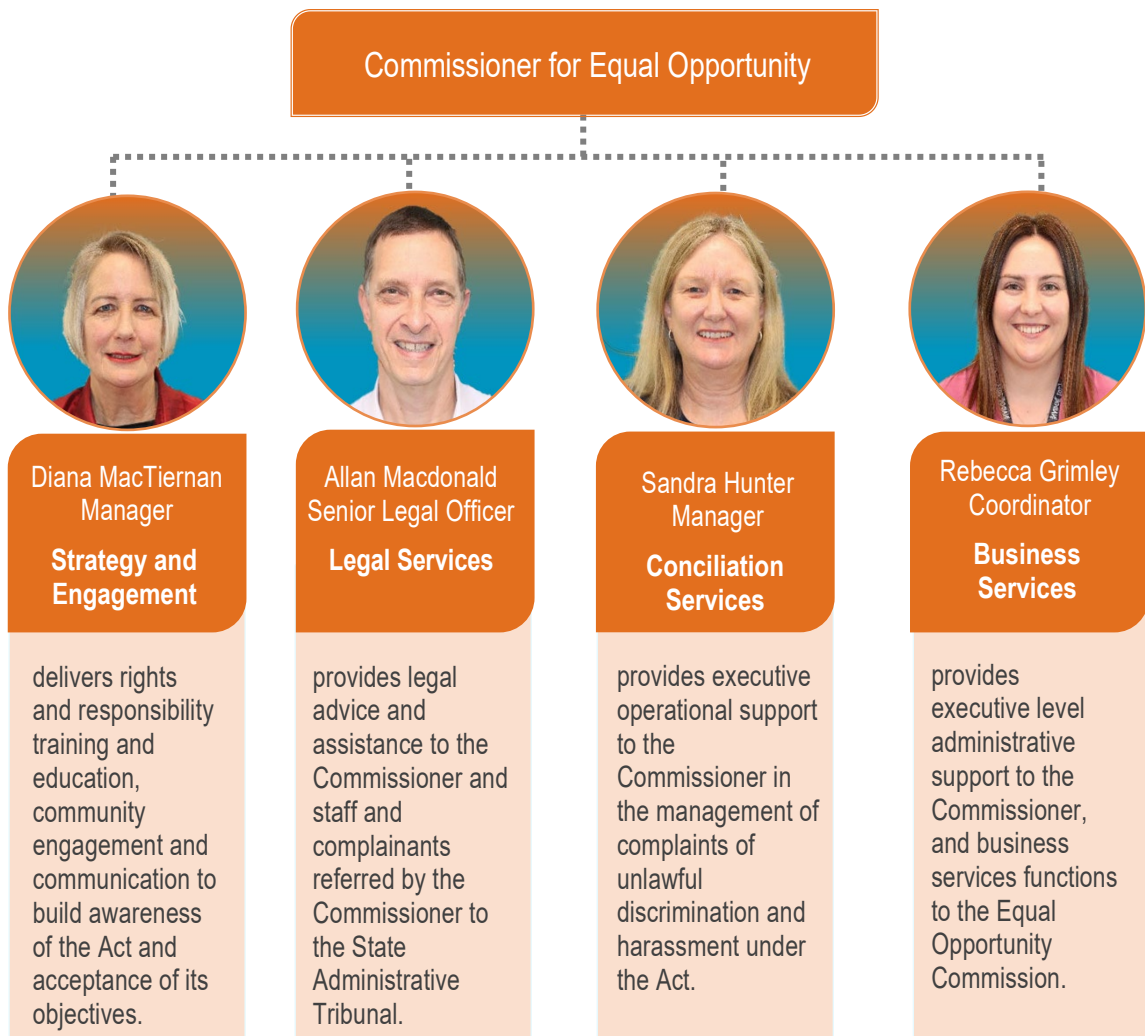 Commissioner for Equal Opportunity
Diana MacTiernan
Manager
Strategy and
Engagement
delivers rights
and responsibility
training and
education,
community
engagement and
communication to
build awareness
of the Act and
acceptance of its
objectives.
Allan Macdonald
Senior Legal Officer
Legal Services
provides legal
advice and
assistance to the
Commissioner and
staff and
complainants
referred by the
Commissioner to
the State
Administrative
Tribunal.
Sandra Hunter
Manager
Conciliation
Services
provides executive
operational support
to the
Commissioner in
the management of
complaints of
unlawful
discrimination and
harassment under
the Act.
Rebecca Grimley
Coordinator
Business
Services
provides
executive level
administrative
support to the
Commissioner,
and business
services functions
to the Equal
Opportunity
Commission.